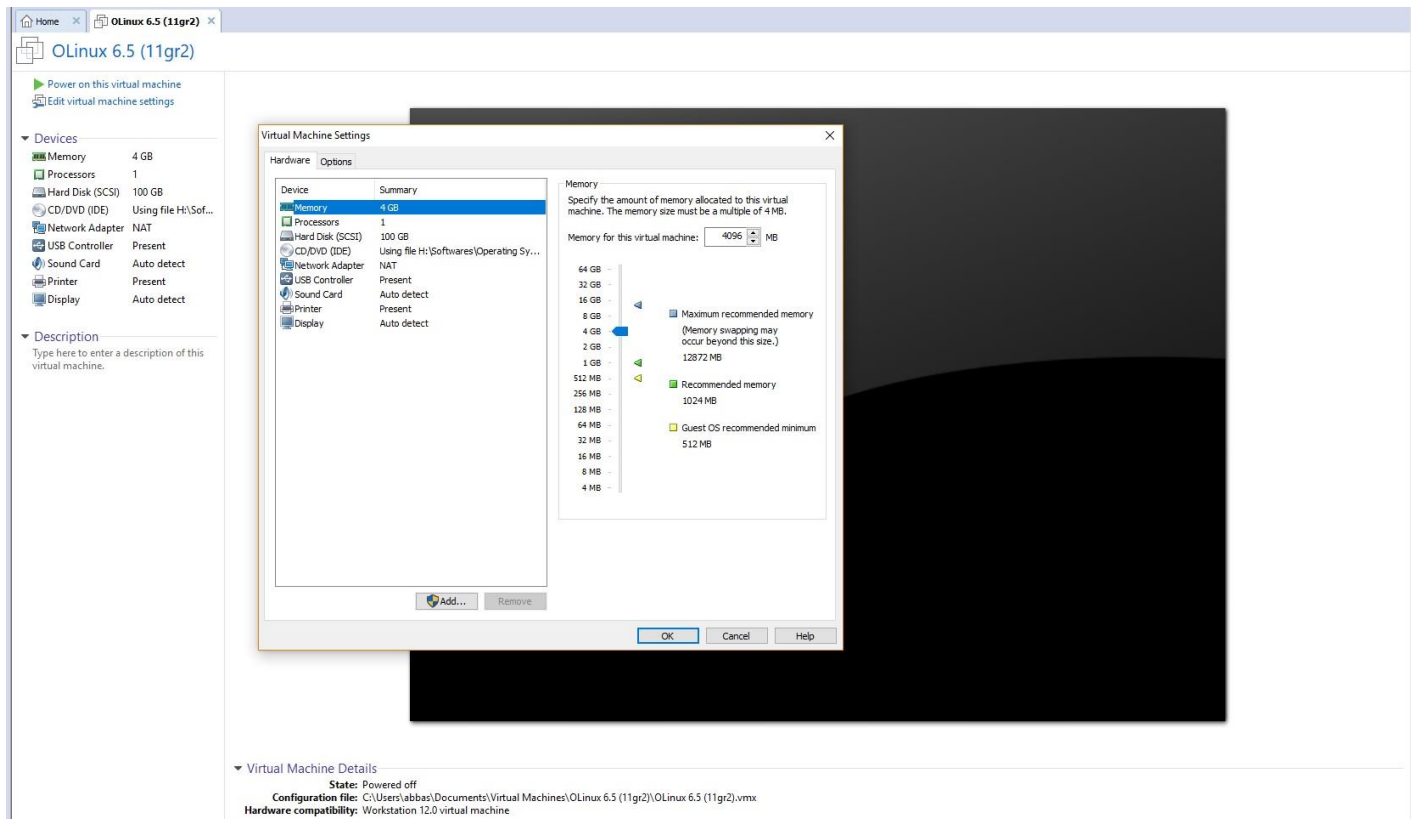 Home
OLinux 6.5 (11gr2)
OLinux 6.5 (11gr2)
Power on this virtual machine
Edit virtual machine settings
Devices
Memory 4 GB
Processors 1
Hard Disk (SCSI) 100 GB
CD/DVD (IDE) Using file H:\Sof...
Network Adapter NAT
USB Controller Present
Sound Card Auto detect
Printer Present
Display Auto detect
Description
Type here to enter a description of this
virtual machine.
Virtual Machine Settings
Hardware Options
Device Summary
Memory 4 GB
Processors 1
Hard Disk (SCSI) 100 GB
CD/DVD (IDE) Using file H:\Softwares\Operating Sy...
Network Adapter NAT
USB Controller Present
Sound Card Auto detect
Printer Present
Display Auto detect
Add... Remove
Memory
Specify the amount of memory allocated to this virtual
machine. The memory size must be a multiple of 4 MB.
Memory for this virtual machine: 4096 MB
64 GB
32 GB
16 GB
8 GB
4 GB
2 GB
1 GB
512 MB
256 MB
128 MB
64 MB
32 MB
16 MB
8 MB
4 MB
Maximum recommended memory
(Memory swapping may
occur beyond this size.)
12872 MB
Recommended memory
1024 MB
Guest OS recommended minimum
512 MB
OK Cancel Help
Virtual Machine Details
State: Powered off
Configuration file: C:\Users\abbas\Documents\Virtual Machines\OLinux 6.5 (11gr2)\OLinux 6.5 (11gr2).vmx
Hardware compatibility: Workstation 12.0 virtual machine